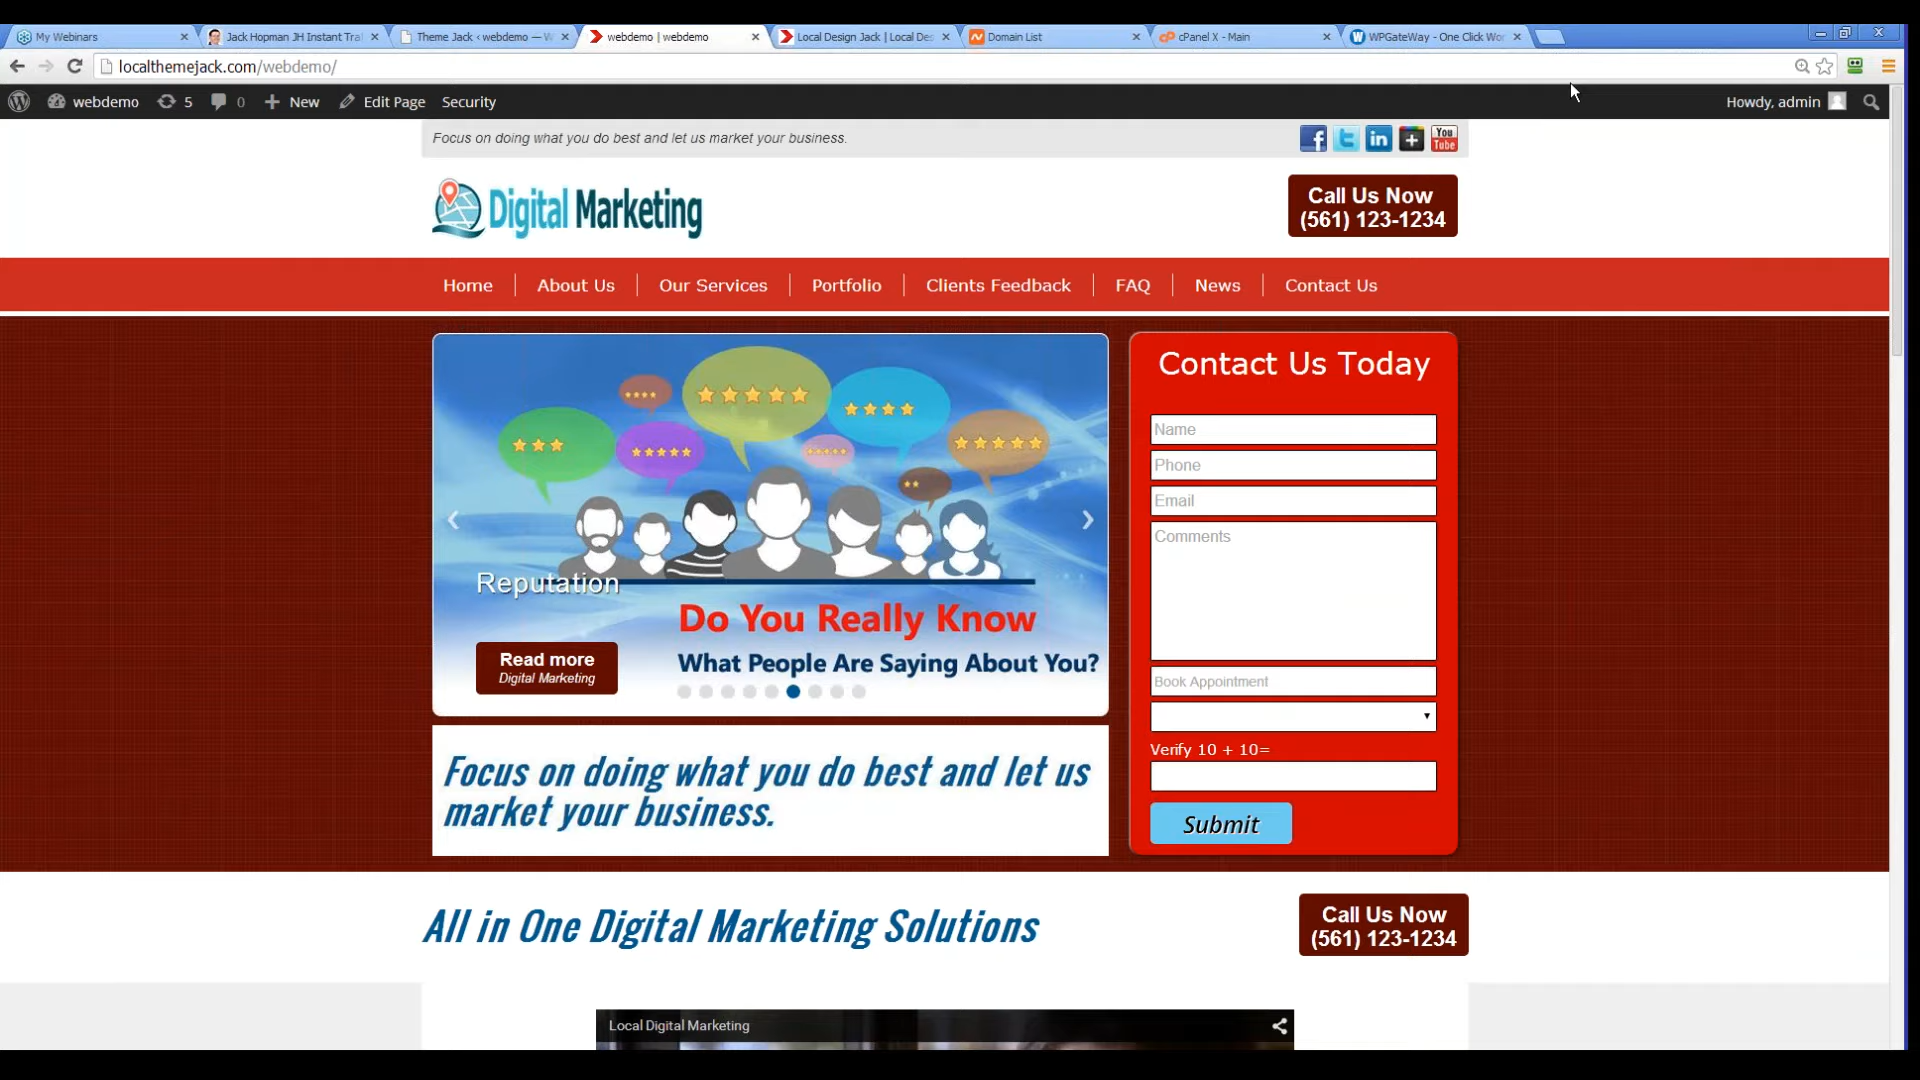 My Webinars
Jack Hopman JH Instant Tra
Theme Jack ‹ webdemo — W
webdemo | webdemo
Local Design Jack | Local Des
Domain List
cPanel X - Main
WPGateWay - One Click Wor
localthemejack.com/webdemo/
webdemo 5 0 New Edit Page Security
Howdy, admin
Focus on doing what you do best and let us market your business.
You
Tube
Digital Marketing
Call Us Now
(561) 123-1234
Home
About Us
Our Services
Portfolio
Clients Feedback
FAQ
News
Contact Us
Reputation
Do You Really Know
What People Are Saying About You?
Read more
Digital Marketing
Contact Us Today
Name
Phone
Email
Comments
Book Appointment
Verify 10 + 10=
Submit
Focus on doing what you do best and let us
market your business.
All in One Digital Marketing Solutions
Call Us Now
(561) 123-1234
Local Digital Marketing